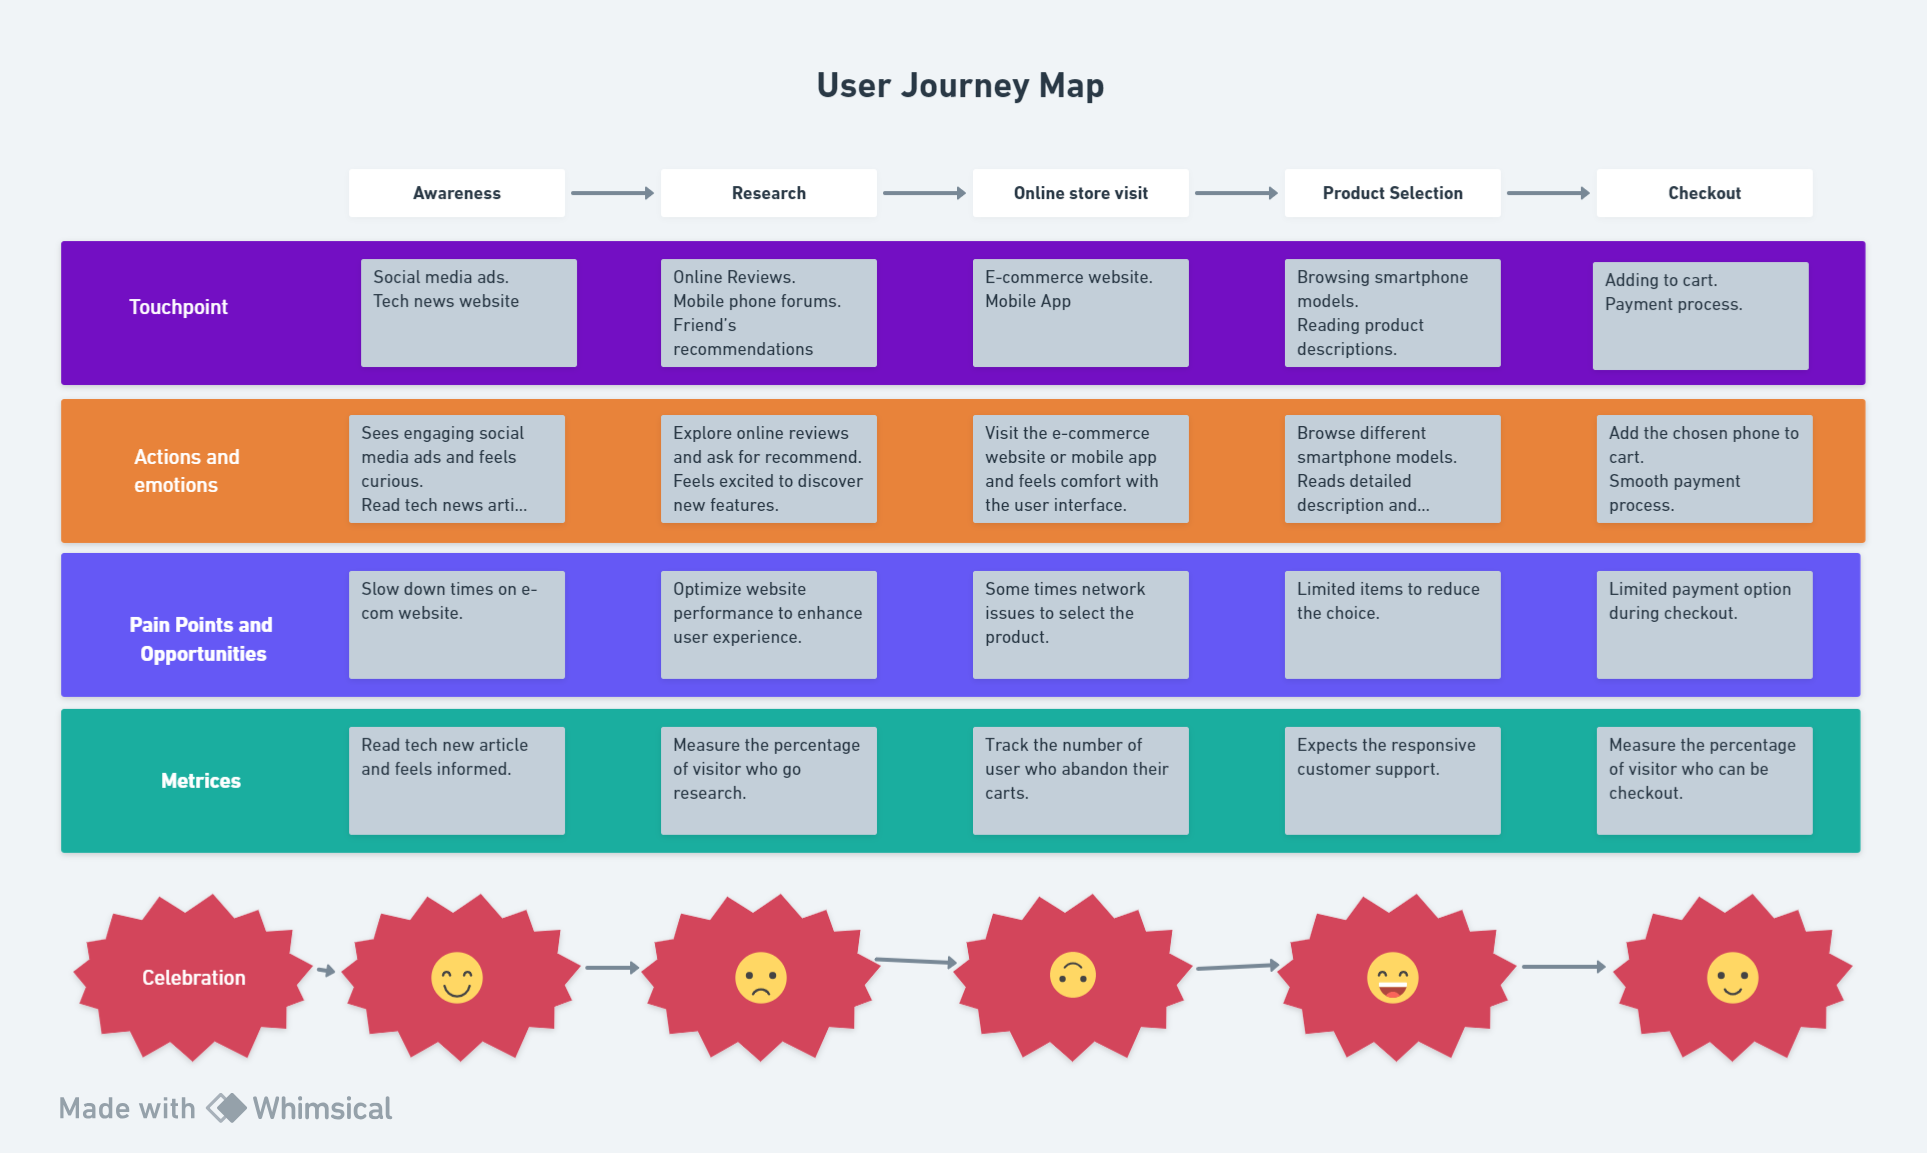 User Journey Map
Awareness
Research
Online store visit
Product Selection
Checkout
Touchpoint
Social media ads.
Tech news website
Online Reviews.
Mobile phone forums.
Friend's
recommendations
E-commerce website.
Mobile App
Browsing smartphone
models.
Reading product
descriptions.
Adding to cart.
Payment process.
Actions and
emotions
Sees engaging social
media ads and feels
curious.
Read tech news arti...
Explore online reviews
and ask for recommend.
Feels excited to discover
new features.
Visit the e-commerce
website or mobile app
and feels comfort with
the user interface.
Browse different
smartphone models.
Reads detailed
description and...
Add the chosen phone to
cart.
Smooth payment
process.
Pain Points and
Opportunities
Slow down times on e-
com website.
Optimize website
performance to enhance
user experience.
Some times network
issues to select the
product.
Limited items to reduce
the choice.
Limited payment option
during checkout.
Metrices
Read tech new article
and feels informed.
Measure the percentage
of visitor who go
research.
Track the number of
user who abandon their
carts.
Expects the responsive
customer support.
Measure the percentage
of visitor who can be
checkout.
Celebration
Made with Whimsical